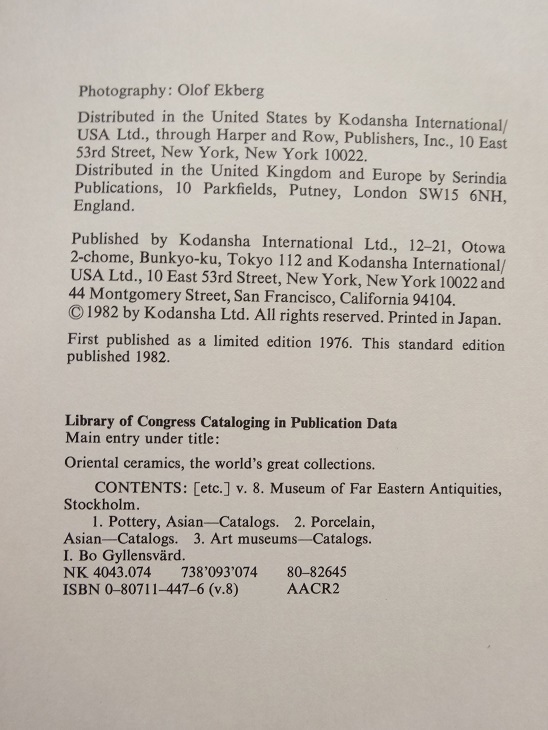 Photography: Olof Ekberg
Distributed in the United States by Kodansha International/
USA Ltd., through Harper and Row, Publishers, Inc., 10 East
53rd Street, New York, New York 10022.
Distributed in the United Kingdom and Europe by Serindia
Publications, 10 Parkfields, Putney, London SW15 6NH,
England.
Published by Kodansha International Ltd., 12–21, Otowa
2-chome, Bunkyo-ku, Tokyo 112 and Kodansha International/
USA Ltd., 10 East 53rd Street, New York, New York 10022 and
44 Montgomery Street, San Francisco, California 94104.
© 1982 by Kodansha Ltd. All rights reserved. Printed in Japan.
First published as a limited edition 1976. This standard edition
published 1982.
Library of Congress Cataloging in Publication Data
Main entry under title:
Oriental ceramics, the world's great collections.
CONTENTS: [etc.] v. 8. Museum of Far Eastern Antiquities,
Stockholm.
1. Pottery, Asian—Catalogs. 2. Porcelain,
Asian—Catalogs. 3. Art museums—Catalogs.
I. Bo Gyllensvärd.
NK 4043.074 738'093'074 80–82645
ISBN 0–80711–447–6 (v.8) AACR2